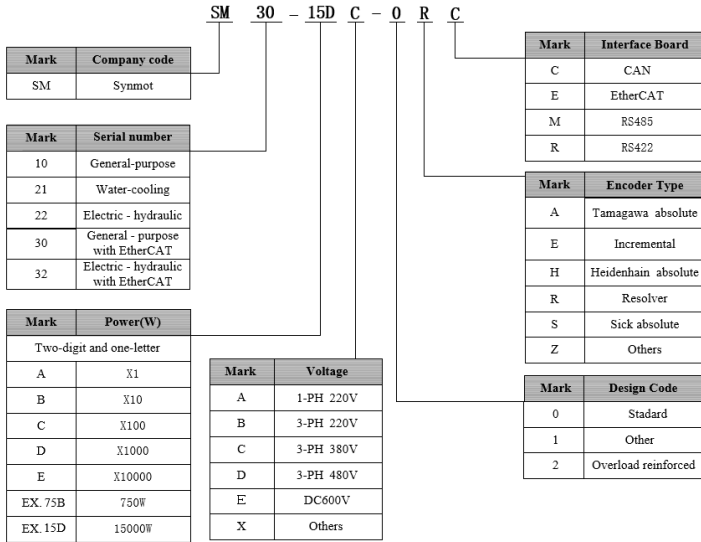 SM 30 - 15D C - 0 R C
Mark Company code
SM Synmot
Mark Serial number
10 General-purpose
21 Water-cooling
22 Electric - hydraulic
30 General - purpose
with EtherCAT
32 Electric - hydraulic
with EtherCAT
Mark Power(W)
Two-digit and one-letter
A X1
B X10
C X100
D X1000
E X10000
EX.75B 750W
EX.15D 15000W
Mark Voltage
A 1-PH 220V
B 3-PH 220V
C 3-PH 380V
D 3-PH 480V
E DC600V
X Others
Mark Interface Board
C CAN
E EtherCAT
M RS485
R RS422
Mark Encoder Type
A Tamagawa absolute
E Incremental
H Heidenhain absolute
R Resolver
S Sick absolute
Z Others
Mark Design Code
0 Stadard
1 Other
2 Overload reinforced